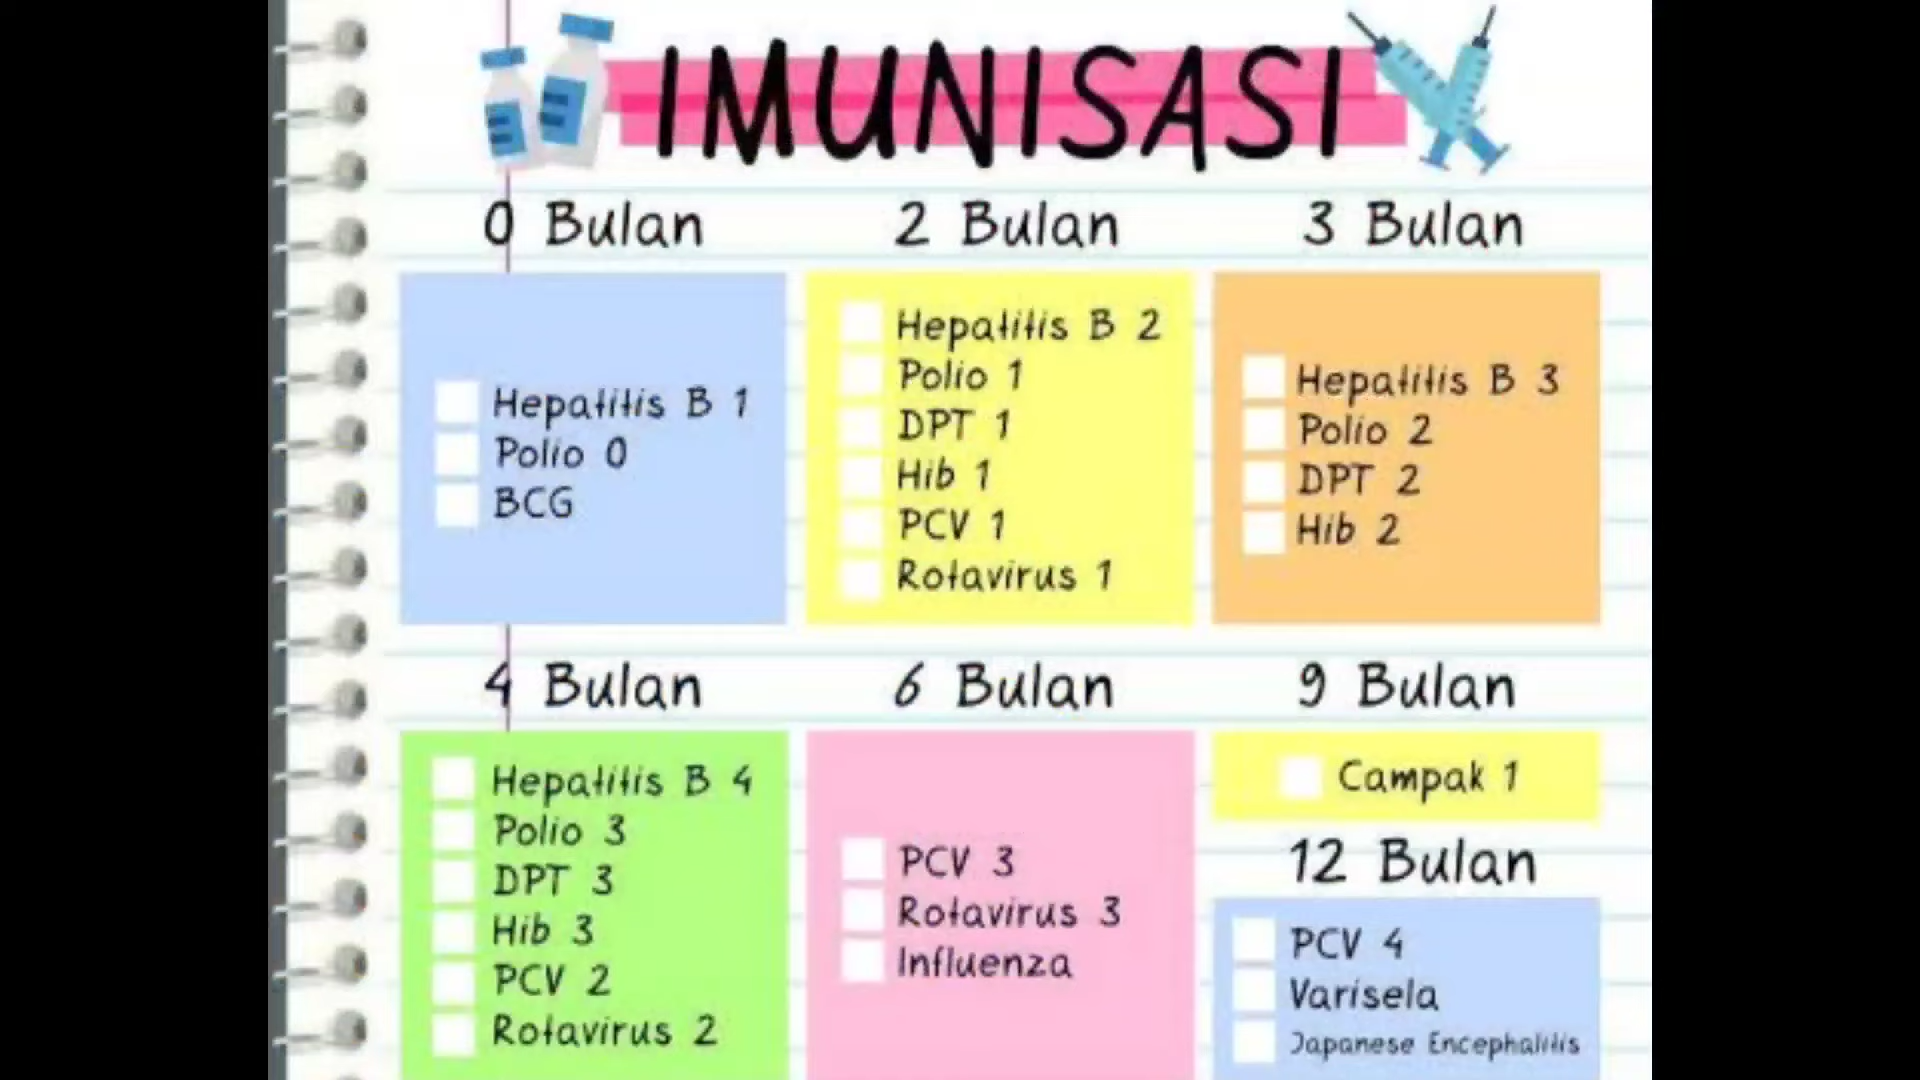 IMUNISASI
0 Bulan
Hepatitis B 1
Polio 0
BCG
2 Bulan
Hepatitis B 2
Polio 1
DPT 1
Hib 1
PCV 1
Rotavirus 1
3 Bulan
Hepatitis B 3
Polio 2
DPT 2
Hib 2
4 Bulan
Hepatitis B 4
Polio 3
DPT 3
Hib 3
PCV 2
Rotavirus 2
6 Bulan
PCV 3
Rotavirus 3
Influenza
9 Bulan
Campak 1
12 Bulan
PCV 4
Varisela
Japanese Encephalitis